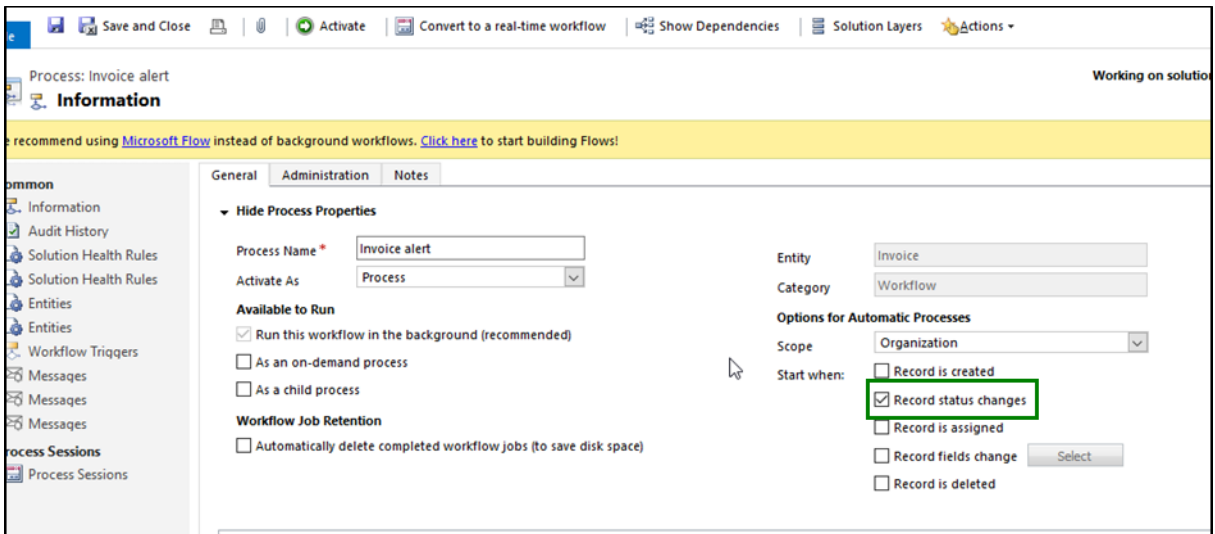 e
Save and Close
Activate
Convert to a real-time workflow
Show Dependencies
Solution Layers
Actions
Process: Invoice alert
Information
Working on solution
e recommend using Microsoft Flow instead of background workflows. Click here to start building Flows!
ommon
Information
Audit History
Solution Health Rules
Solution Health Rules
Entities
Entities
Workflow Triggers
Messages
Messages
Messages
rocess Sessions
Process Sessions
General
Administration
Notes
Hide Process Properties
Process Name *
Invoice alert
Activate As
Process
Available to Run
Run this workflow in the background (recommended)
As an on-demand process
As a child process
Workflow Job Retention
Automatically delete completed workflow jobs (to save disk space)
Entity
Invoice
Category
Workflow
Options for Automatic Processes
Scope
Organization
Start when:
Record is created
Record status changes
Record is assigned
Record fields change
Select
Record is deleted